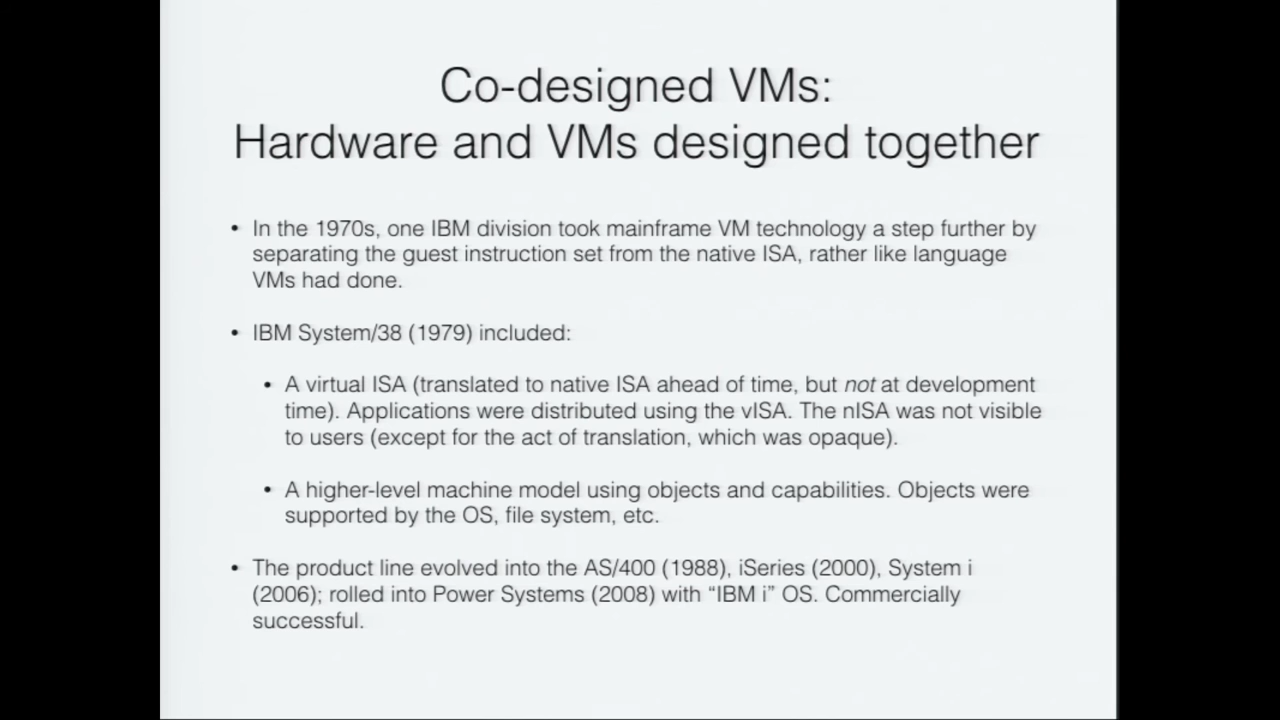 Co-designed VMs:
Hardware and VMs designed together
• In the 1970s, one IBM division took mainframe VM technology a step further by
separating the guest instruction set from the native ISA, rather like language
VMs had done.
• IBM System/38 (1979) included:
• A virtual ISA (translated to native ISA ahead of time, but not at development
time). Applications were distributed using the vISA. The nISA was not visible
to users (except for the act of translation, which was opaque).
• A higher-level machine model using objects and capabilities. Objects were
supported by the OS, file system, etc.
• The product line evolved into the AS/400 (1988), iSeries (2000), System i
(2006); rolled into Power Systems (2008) with “IBM i” OS. Commercially
successful.